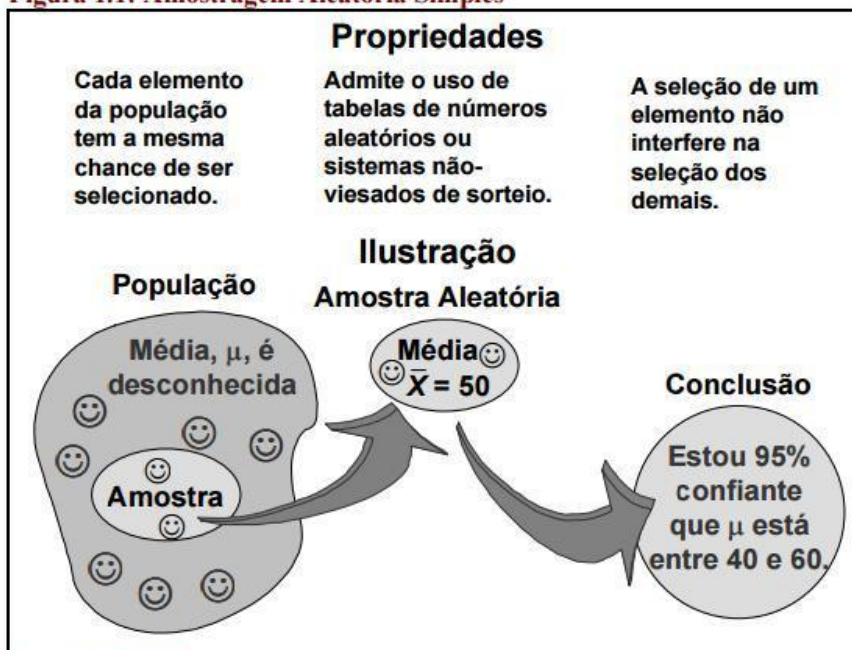 Figura 1.1: Amostragem Aleatória Simples
Propriedades
Cada elemento
da população
tem a mesma
chance de ser
selecionado.
Admite o uso de
tabelas de números
aleatórios ou
sistemas não-
viesados de sorteio.
A seleção de um
elemento não
interfere na
seleção dos
demais.
Ilustração
População
Amostra Aleatória
Média, μ, é
desconhecida
Amostra
Média
X̄ = 50
Conclusão
Estou 95%
confiante
que μ está
entre 40 e 60.